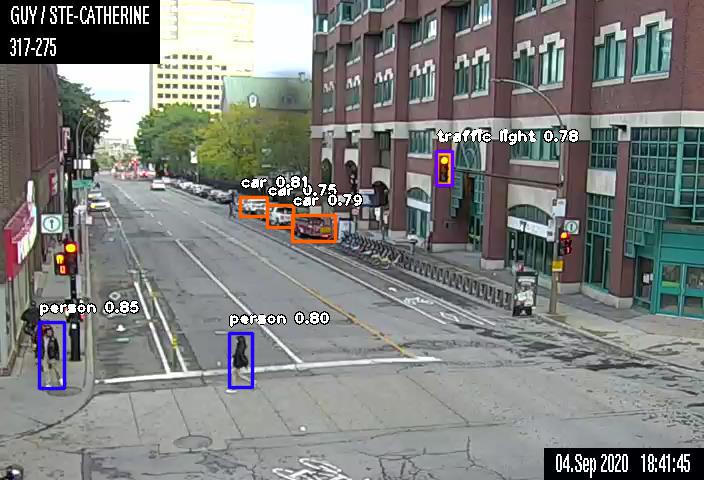 GUY / STE-CATHERINE
317-275
traffic light 0.78
car 0.81
car 0.75
car 0.79
person 0.85
person 0.80
04.Sep 2020 18:41:45